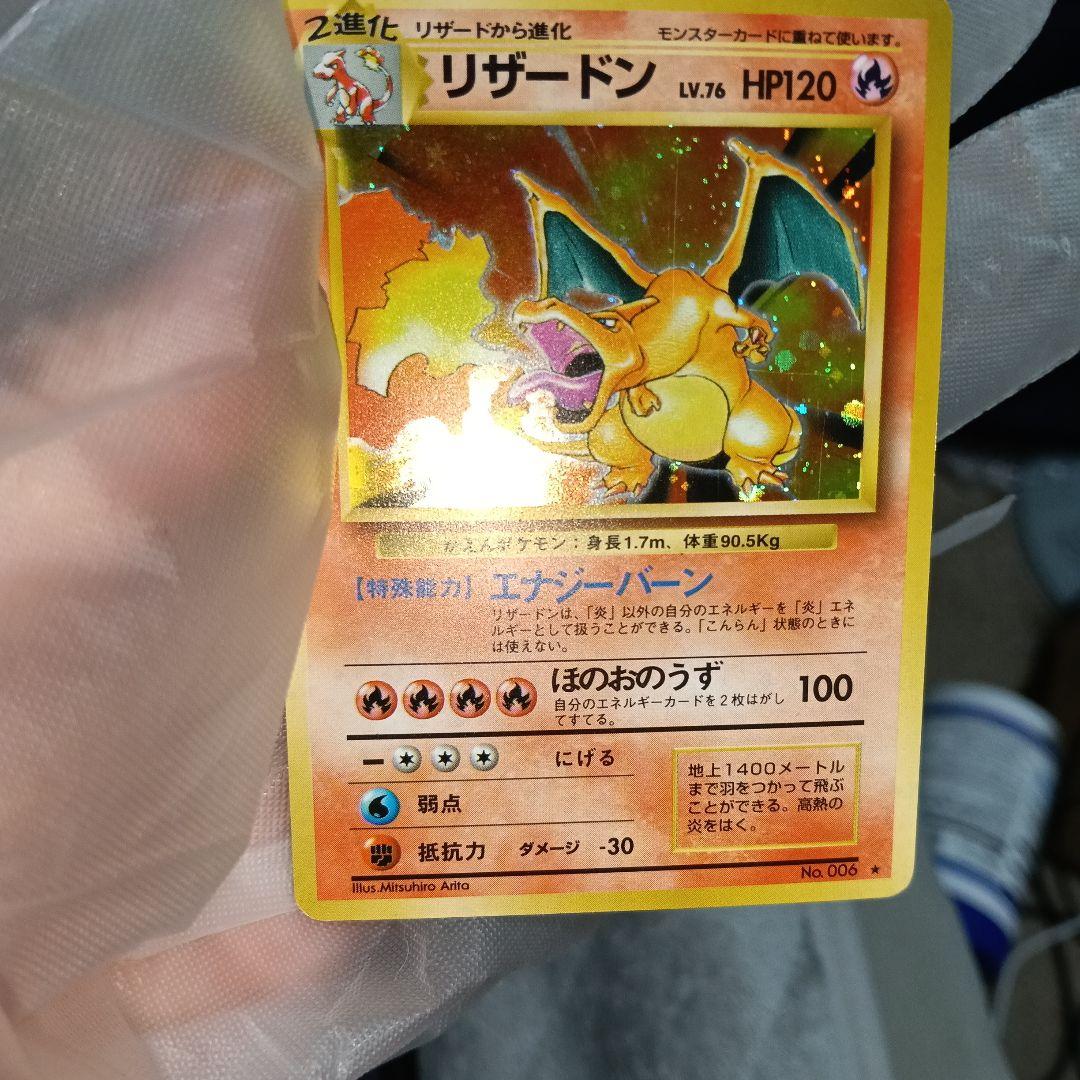 2進化 リザードから進化 モンスターカードに重ねて使います。
リザードン LV.76 HP120
かえんポケモン：身長1.7m、体重90.5Kg
【特殊能力】 エナジーバーン
リザードンは、「炎」以外の自分のエネルギーを「炎」エネ
ルギーとして扱うことができる。「こんらん」状態のときに
は使えない。
ほのおのうず 100
自分のエネルギーカードを２枚はがし
てすてる。
にげる
弱点
抵抗力 ダメージ -30
地上1400メートル
まで羽をつかって飛ぶ
ことができる。高熱の
炎をはく。
Illus.Mitsuhiro Arita
No. 006 ★